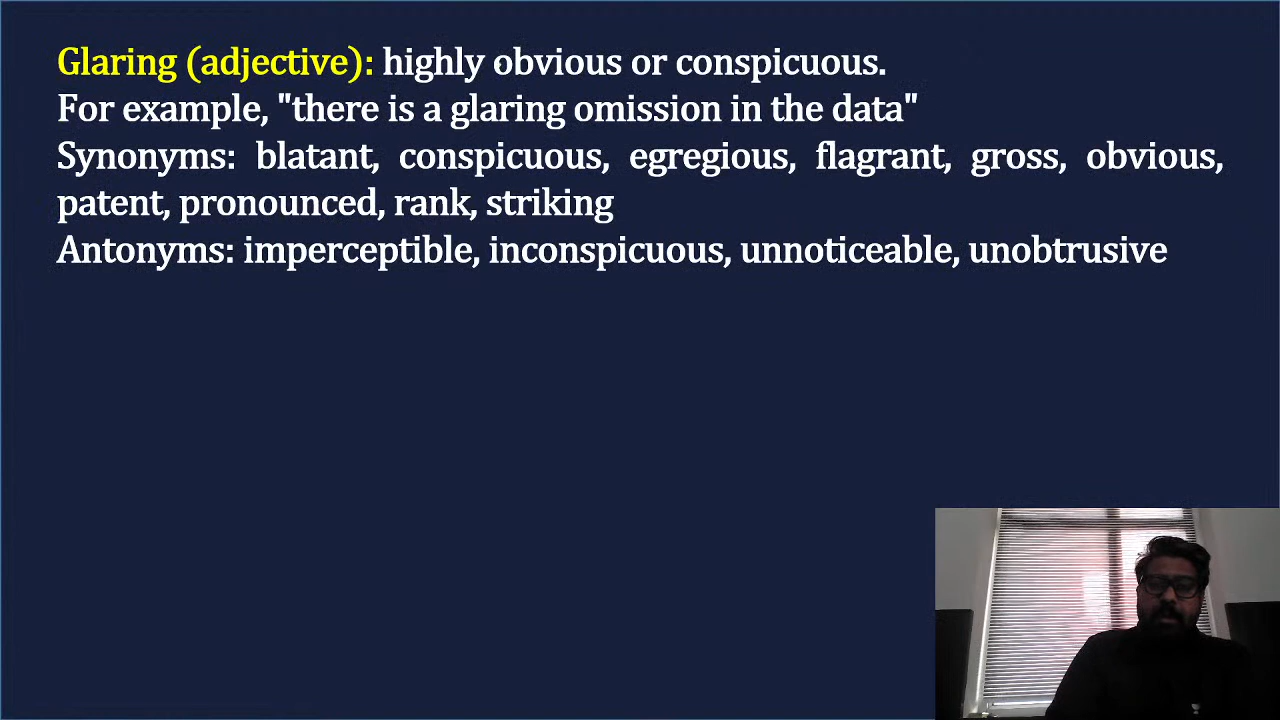 Glaring (adjective): highly obvious or conspicuous.
For example, "there is a glaring omission in the data"
Synonyms: blatant, conspicuous, egregious, flagrant, gross, obvious,
patent, pronounced, rank, striking
Antonyms: imperceptible, inconspicuous, unnoticeable, unobtrusive